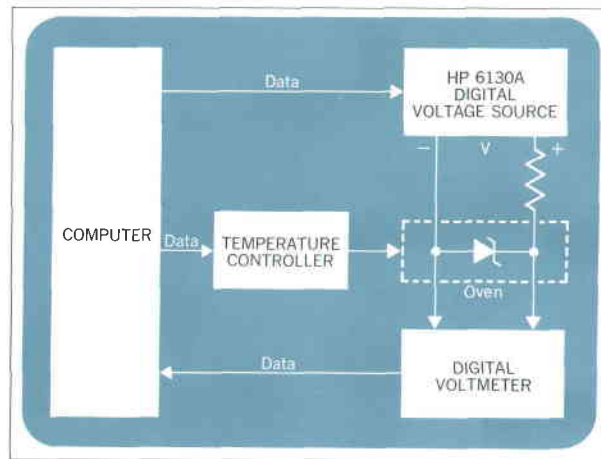 Data
HP 6130A
DIGITAL
VOLTAGE SOURCE
− V +
COMPUTER
Data
TEMPERATURE
CONTROLLER
Oven
Data
DIGITAL
VOLTMETER